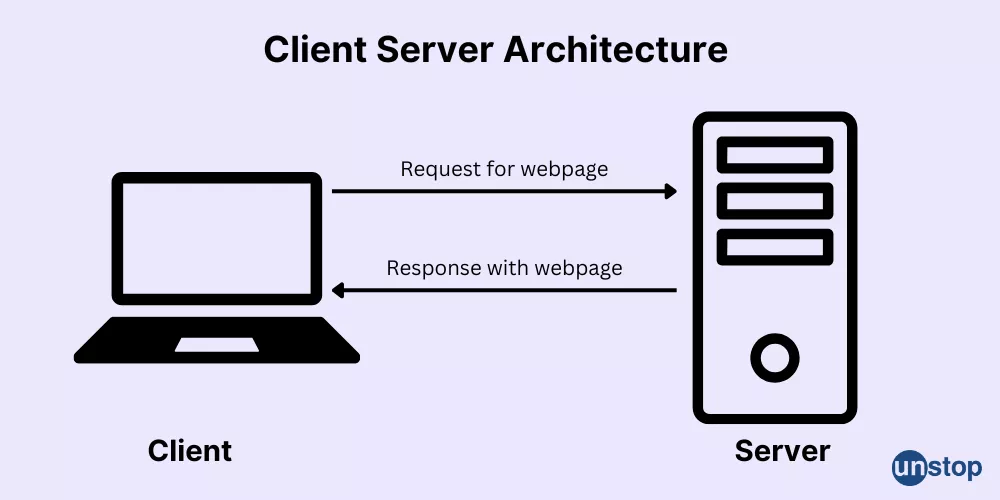 Client Server Architecture
Request for webpage
Response with webpage
Client
Server
unstop